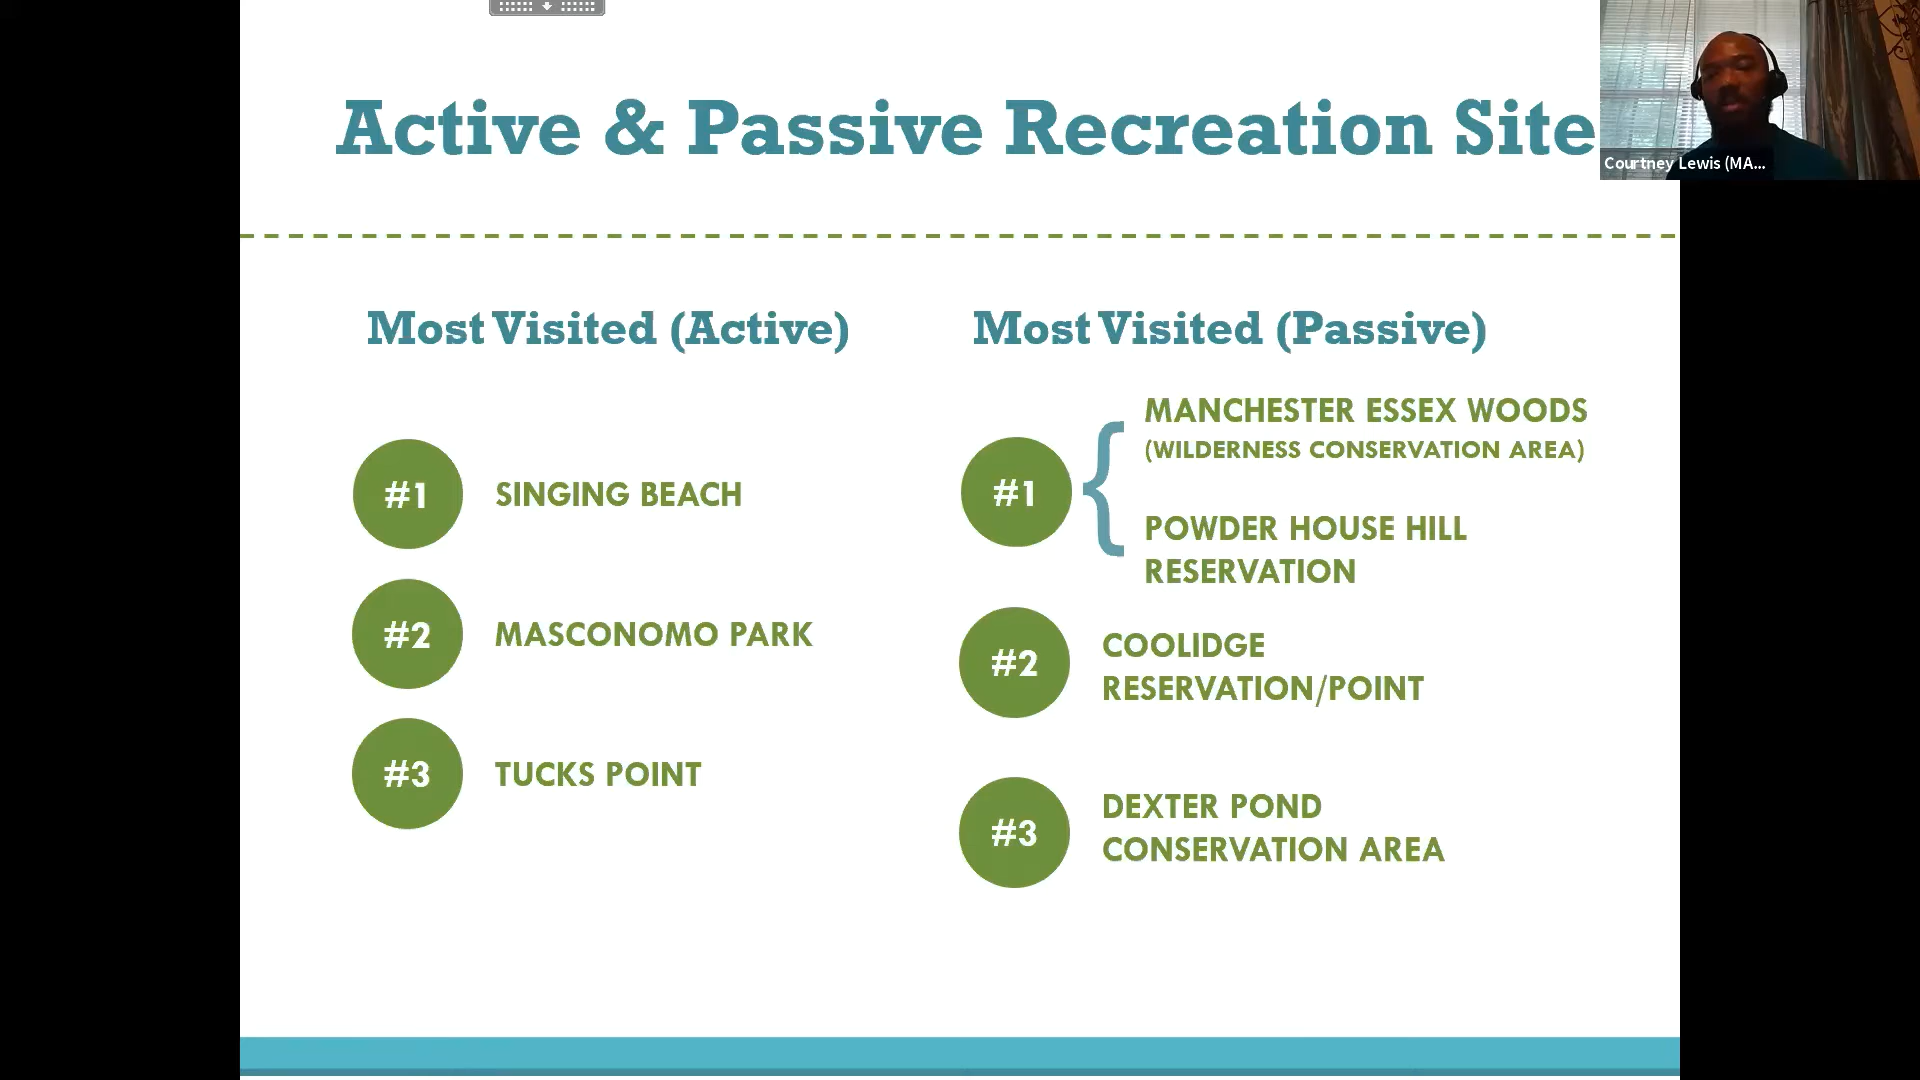 Active & Passive Recreation Site
Courtney Lewis (MA...
Most Visited (Active)
#1 SINGING BEACH
#2 MASCONOMO PARK
#3 TUCKS POINT
Most Visited (Passive)
#1
MANCHESTER ESSEX WOODS
(WILDERNESS CONSERVATION AREA)
POWDER HOUSE HILL
RESERVATION
#2
COOLIDGE
RESERVATION/POINT
#3
DEXTER POND
CONSERVATION AREA